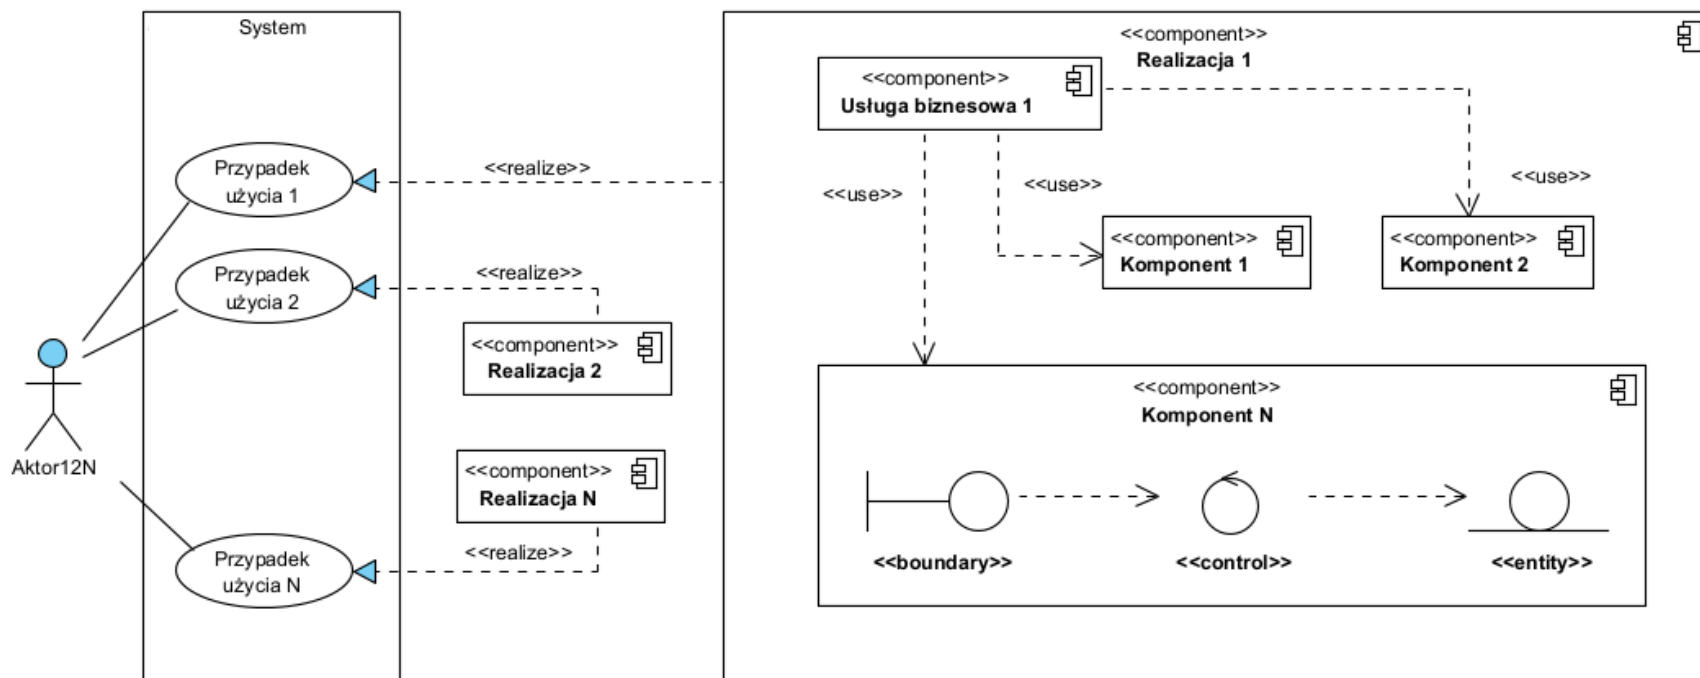 System
Przypadek
użycia 1
<<realize>>
Przypadek
użycia 2
<<realize>>
<<component>>
Realizacja 2
Aktor12N
<<component>>
Realizacja N
<<realize>>
Przypadek
użycia N
<<component>>
Realizacja 1
<<component>>
Usługa biznesowa 1
<<use>>
<<use>>
<<use>>
<<component>>
Komponent 1
<<component>>
Komponent 2
<<component>>
Komponent N
<<boundary>>
<<control>>
<<entity>>